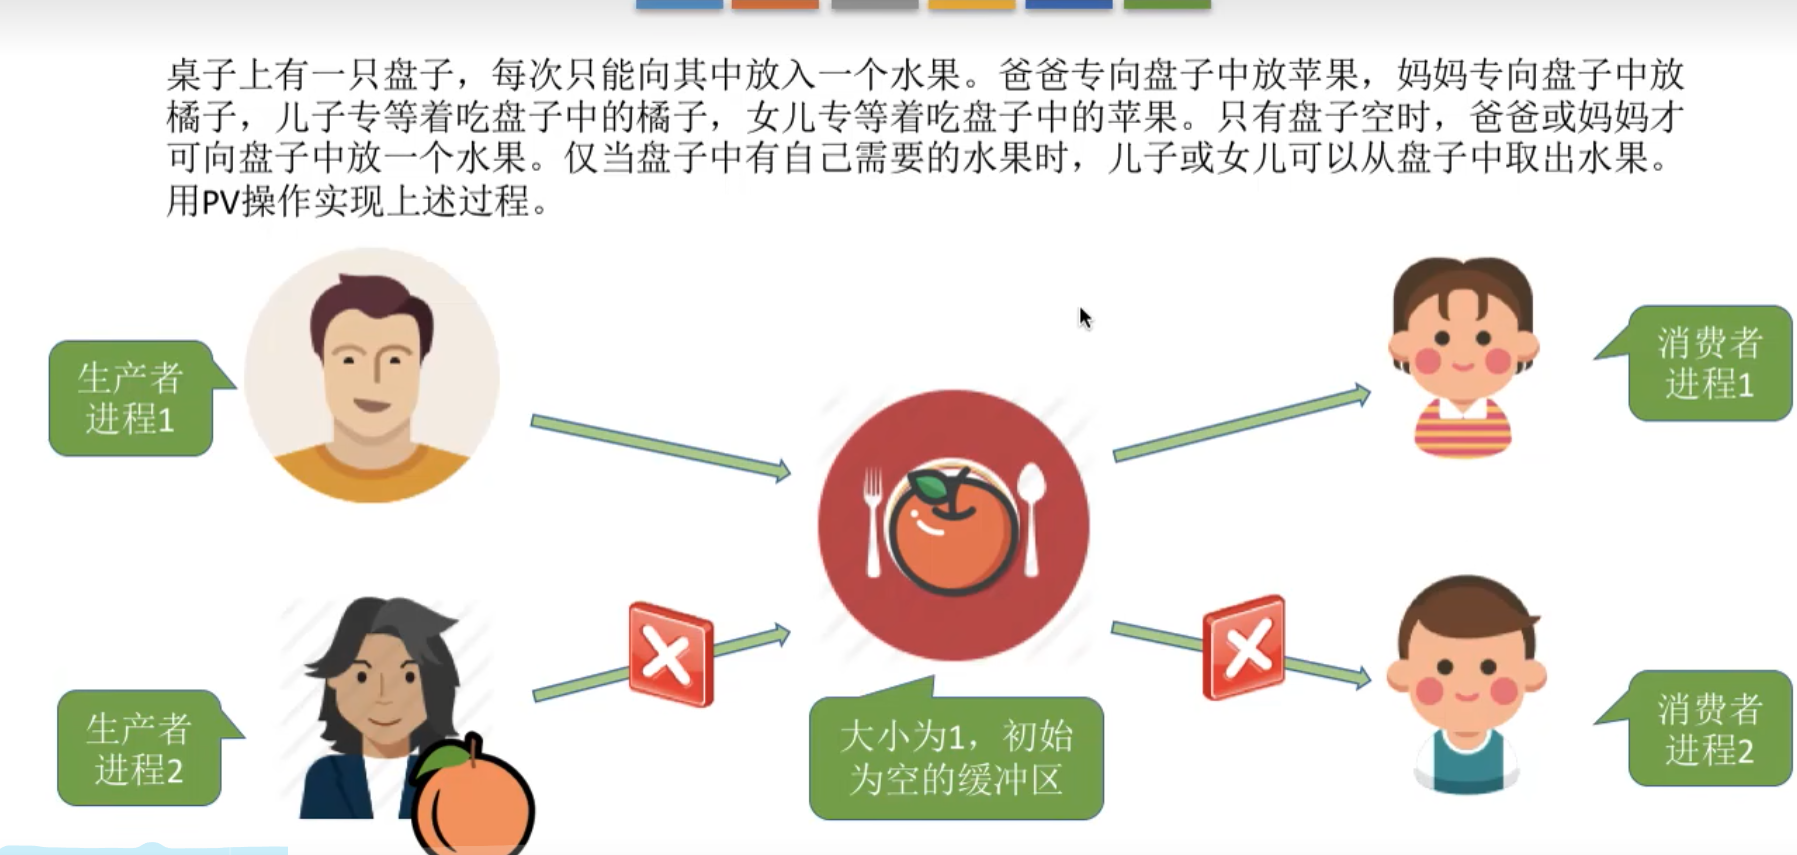 桌子上有一只盘子，每次只能向其中放入一个水果。爸爸专向盘子中放苹果，妈妈专向盘子中放
橘子，儿子专等着吃盘子中的橘子，女儿专等着吃盘子中的苹果。只有盘子空时，爸爸或妈妈才
可向盘子中放一个水果。仅当盘子中有自己需要的水果时，儿子或女儿可以从盘子中取出水果。
用PV操作实现上述过程。
生产者
进程1
消费者
进程1
生产者
进程2
大小为1，初始
为空的缓冲区
消费者
进程2